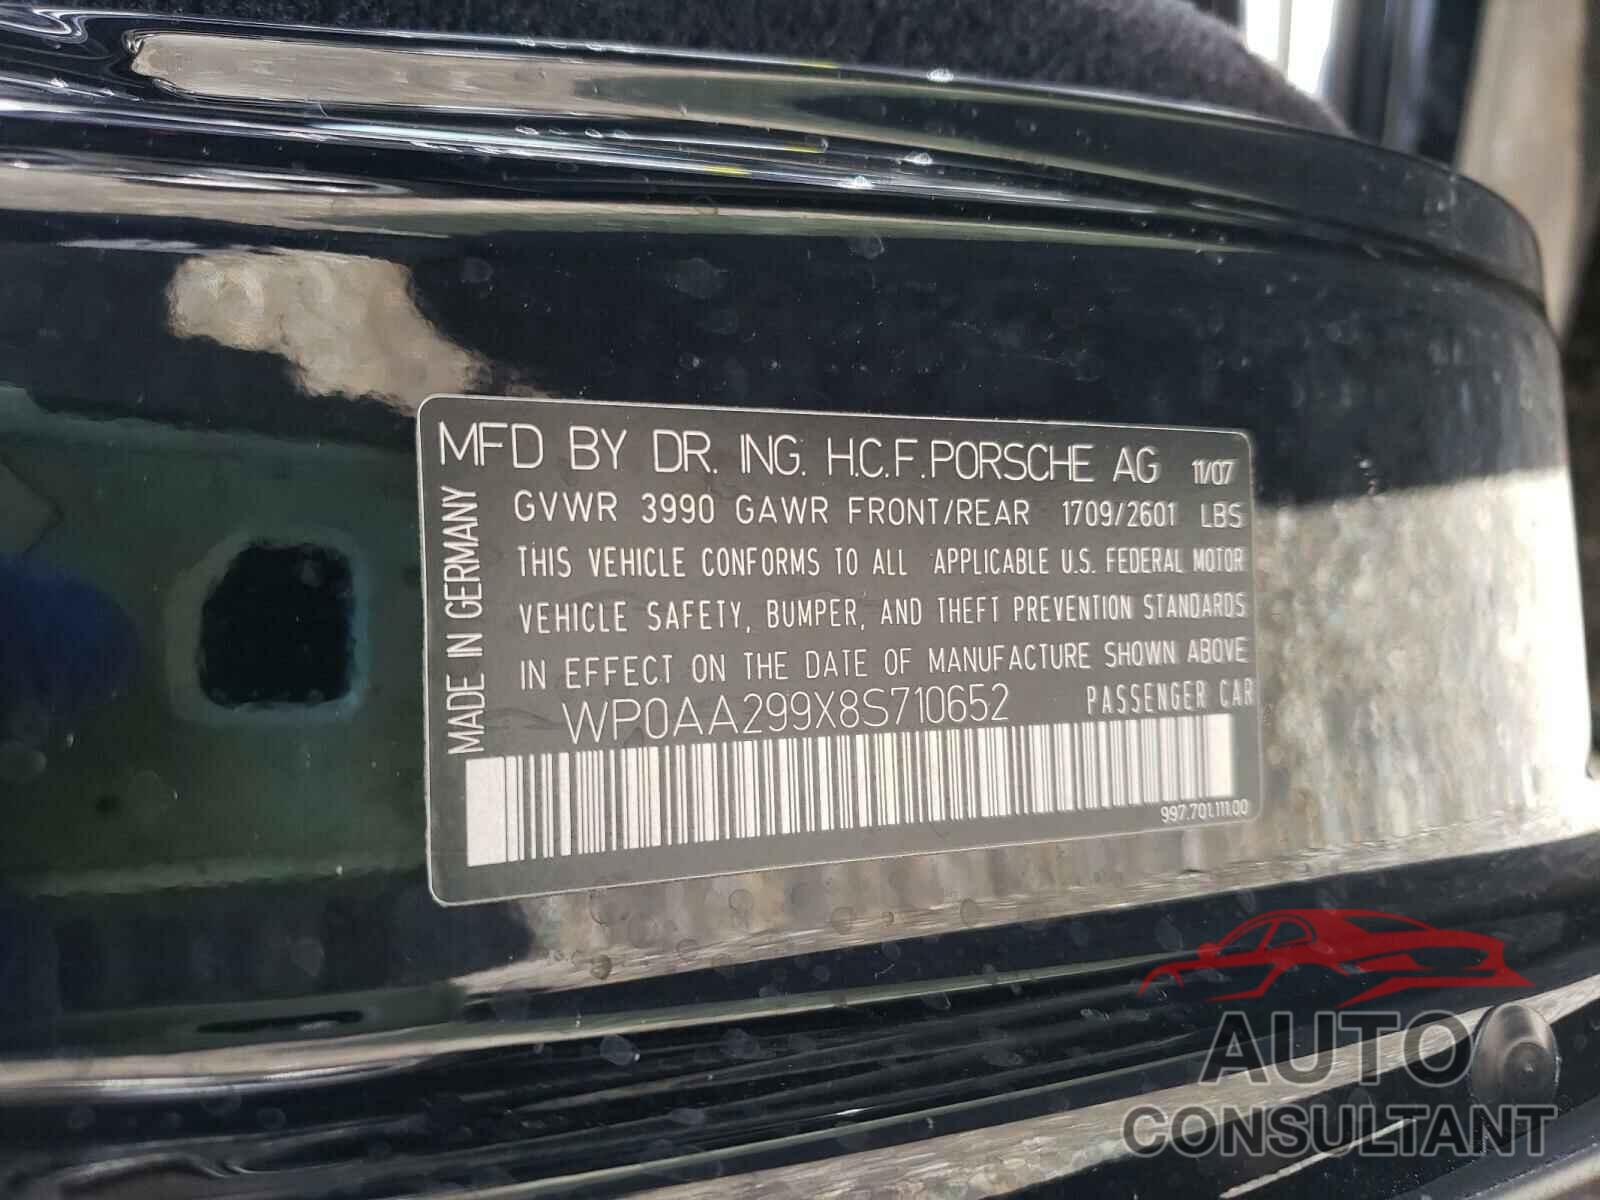 MFD BY DR. ING. H.C.F. PORSCHE AG 11/07
GVWR 3990 GAWR FRONT/REAR 1709/2601 LBS
THIS VEHICLE CONFORMS TO ALL APPLICABLE U.S. FEDERAL MOTOR
VEHICLE SAFETY, BUMPER, AND THEFT PREVENTION STANDARDS
IN EFFECT ON THE DATE OF MANUFACTURE SHOWN ABOVE
WP0AA299X8S710652 PASSENGER CAR
997.701.111.00
MADE IN GERMANY
AUTO
CONSULTANT